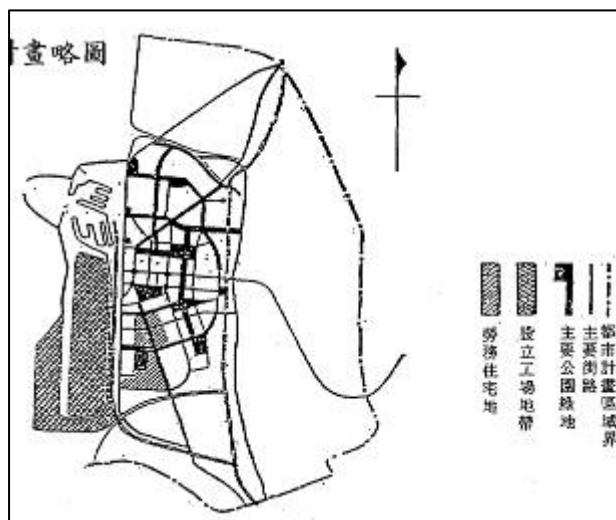 計畫略圖
都市計畫區域界
主要街路
主要公園綠地
設立工場地帶
勞務住宅地